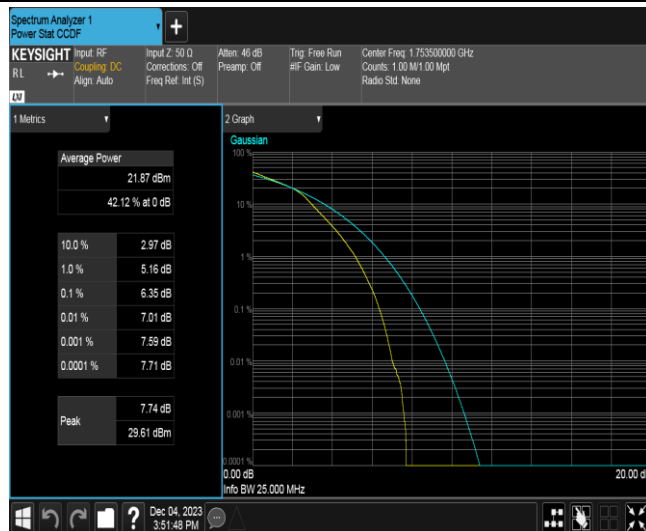 Spectrum Analyzer 1
Power Stat CCDF
+
KEYSIGHT
RL
Input: RF
Coupling: DC
Align: Auto
Input Z: 50 Ω
Corrections: Off
Freq Ref: Int (S)
Atten: 46 dB
Preamp: Off
Trig: Free Run
#IF Gain: Low
Center Freq: 1.753500000 GHz
Counts: 1.00 M/1.00 Mpt
Radio Std: None
1 Metrics
Average Power
21.87 dBm
42.12 % at 0 dB
10.0 % 2.97 dB
1.0 % 5.16 dB
0.1 % 6.35 dB
0.01 % 7.01 dB
0.001 % 7.59 dB
0.0001 % 7.71 dB
Peak
7.74 dB
29.61 dBm
2 Graph
Gaussian
100 %
10 %
1 %
0.1 %
0.01 %
0.001 %
0.0001 %
0.00 dB
20.00 d
Info BW 25.000 MHz
?
Dec 04, 2023
3:51:48 PM